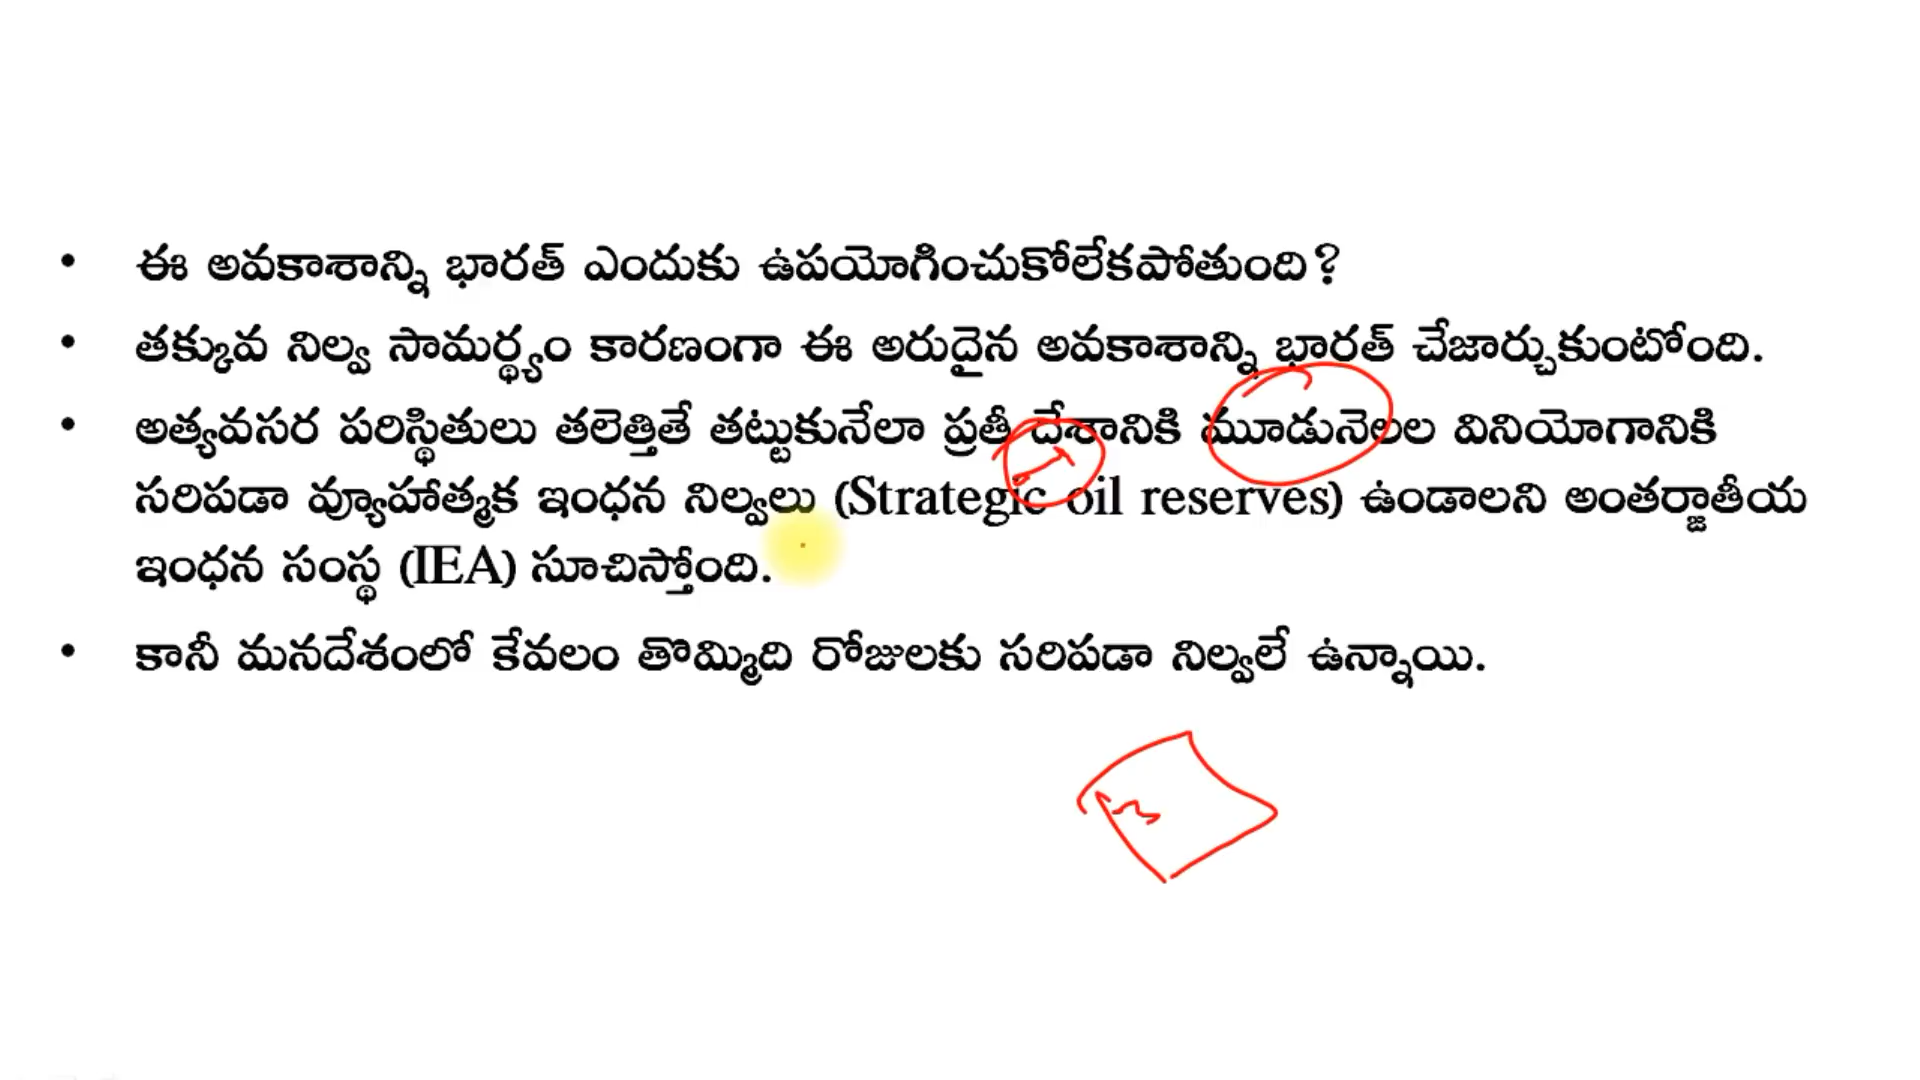 • ఈ అవకాశాన్ని భారత్ ఎందుకు ఉపయోగించుకోలేకపోతుంది?
• తక్కువ నిల్వ సామర్థ్యం కారణంగా ఈ అరుదైన అవకాశాన్ని భారత్ చేజార్చుకుంటోంది.
• అత్యవసర పరిస్థితులు తలెత్తితే తట్టుకునేలా ప్రతీ దేశానికి మూడునెలల వినియోగానికి
సరిపడా వ్యూహాత్మక ఇంధన నిల్వలు (Strategic oil reserves) ఉండాలని అంతర్జాతీయ
ఇంధన సంస్థ (IEA) సూచిస్తోంది.
• కానీ మనదేశంలో కేవలం తొమ్మిది రోజులకు సరిపడా నిల్వలే ఉన్నాయి.